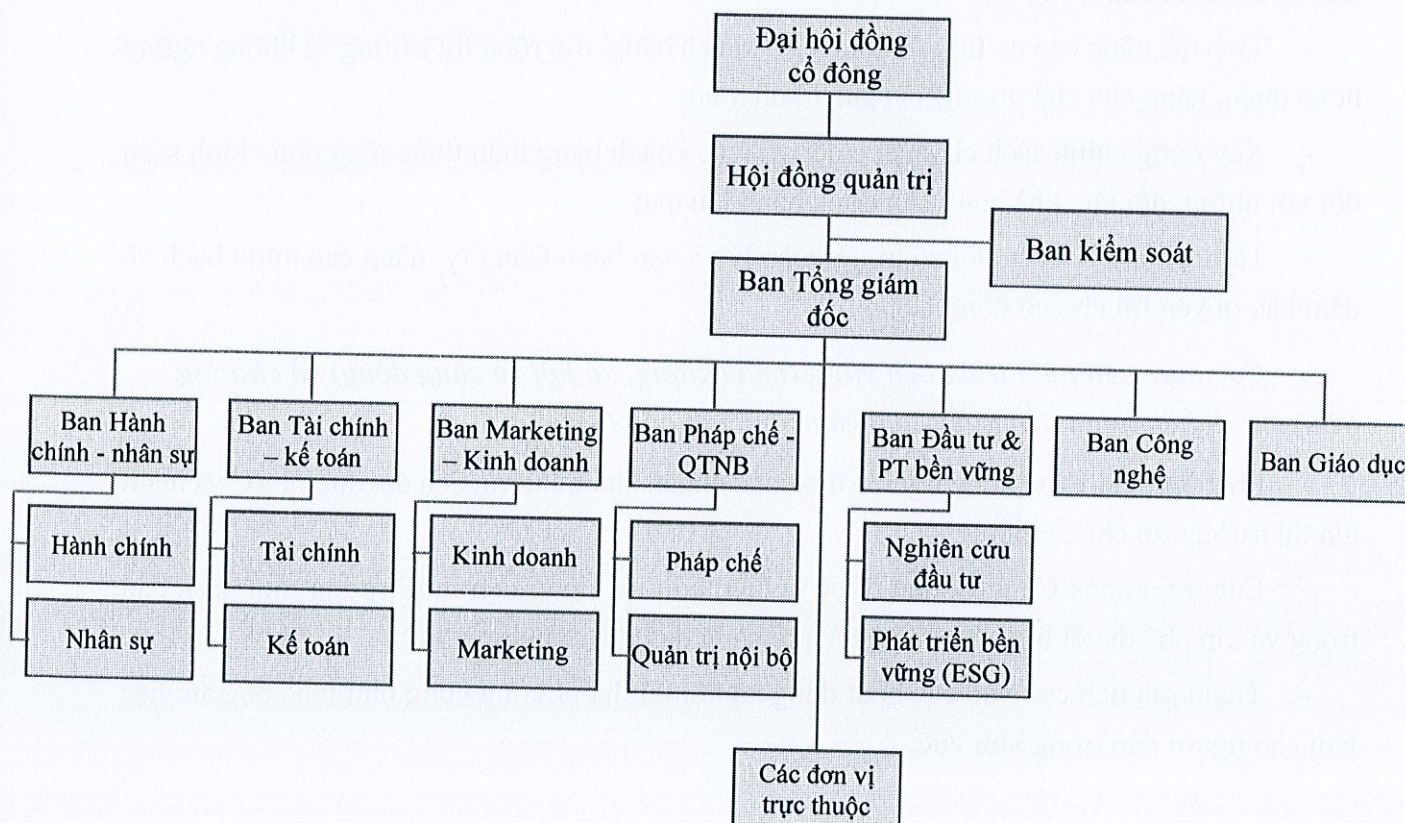 Đại hội đồng
cổ đông
Hội đồng quản trị
Ban kiểm soát
Ban Tổng giám
đốc
Ban Hành
chính - nhân sự
Ban Tài chính
– kế toán
Ban Marketing
– Kinh doanh
Ban Pháp chế -
QTNB
Ban Đầu tư &
PT bền vững
Ban Công
nghệ
Ban Giáo dục
Hành chính
Tài chính
Kinh doanh
Pháp chế
Nghiên cứu
đầu tư
Nhân sự
Kế toán
Marketing
Quản trị nội bộ
Phát triển bền
vững (ESG)
Các đơn vị
trực thuộc